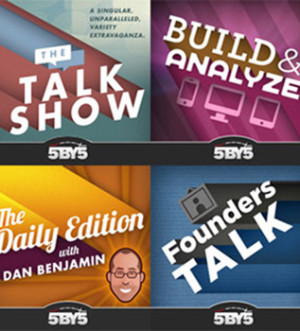 A SINGULAR,
UNPARALLELED,
VARIETY
EXTRAVAGANZA.
THE
TALK
SHOW
5BY5
BUILD &
ANALYZE
5BY5
The
Daily Edition
with
DAN BENJAMIN
5BY5
Founders
TALK
5BY5